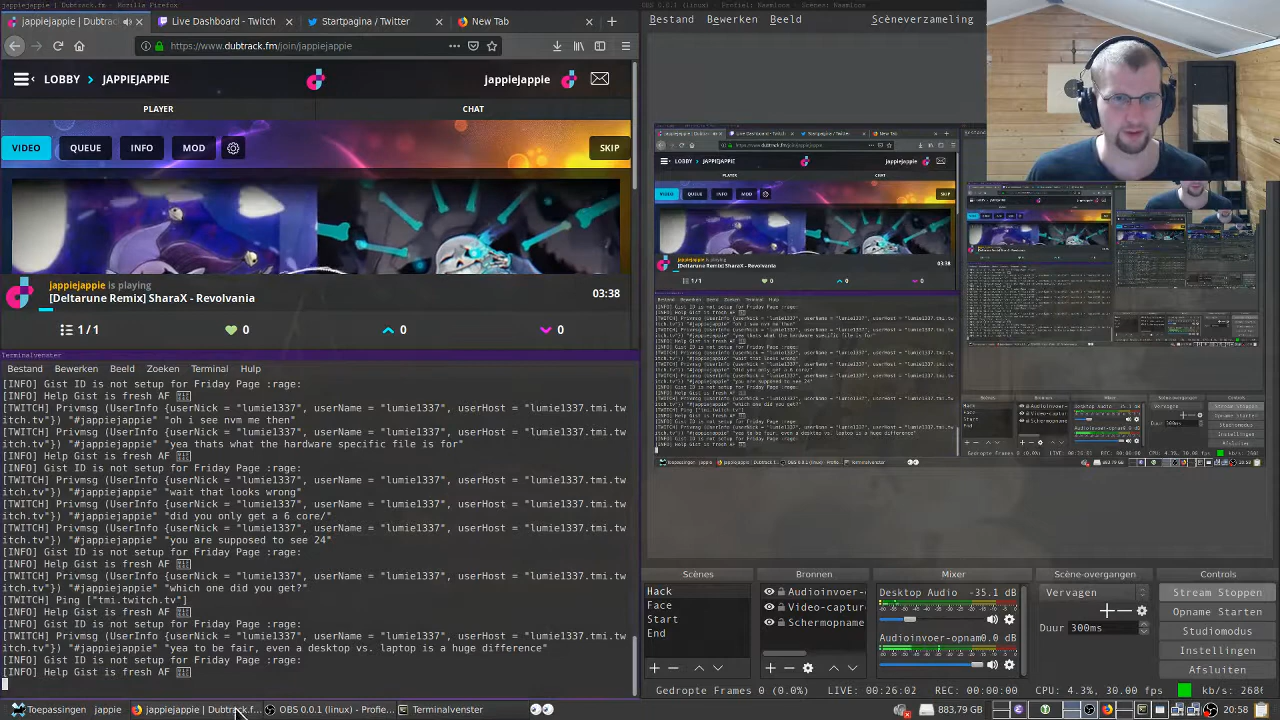 jappiejappie | Dubtrack.fm - Mozilla Firefox
jappiejappie | Dubtrac
Live Dashboard - Twitch
Startpagina / Twitter
New Tab
https://www.dubtrack.fm/join/jappiejappie
LOBBY > JAPPIEJAPPIE
jappiejappie
PLAYER
CHAT
VIDEO
QUEUE
INFO
MOD
SKIP
jappiejappie is playing
[Deltarune Remix] SharaX - Revolvania
03:38
1/1
0
0
0
Terminalvenster
Bestand Bewerken Beeld Zoeken Terminal Hulp
[INFO] Gist ID is not setup for Friday Page :rage:
[INFO] Help Gist is fresh AF
[TWITCH] Privmsg (UserInfo {userNick = "lumie1337", userName = "lumie1337", userHost = "lumie1337.tmi.tw
itch.tv"}) "#jappiejappie" "oh i see nvm me then"
[TWITCH] Privmsg (UserInfo {userNick = "lumie1337", userName = "lumie1337", userHost = "lumie1337.tmi.tw
itch.tv"}) "#jappiejappie" "yea thats what the hardware specific file is for"
[INFO] Help Gist is fresh AF
[INFO] Gist ID is not setup for Friday Page :rage:
[TWITCH] Privmsg (UserInfo {userNick = "lumie1337", userName = "lumie1337", userHost = "lumie1337.tmi.tw
itch.tv"}) "#jappiejappie" "wait that looks wrong"
[TWITCH] Privmsg (UserInfo {userNick = "lumie1337", userName = "lumie1337", userHost = "lumie1337.tmi.tw
itch.tv"}) "#jappiejappie" "did you only get a 6 core/"
[TWITCH] Privmsg (UserInfo {userNick = "lumie1337", userName = "lumie1337", userHost = "lumie1337.tmi.tw
itch.tv"}) "#jappiejappie" "you are supposed to see 24"
[INFO] Gist ID is not setup for Friday Page :rage:
[INFO] Help Gist is fresh AF
[TWITCH] Privmsg (UserInfo {userNick = "lumie1337", userName = "lumie1337", userHost = "lumie1337.tmi.tw
itch.tv"}) "#jappiejappie" "which one did you get?"
[TWITCH] Ping ["tmi.twitch.tv"]
[INFO] Help Gist is fresh AF
[INFO] Gist ID is not setup for Friday Page :rage:
[TWITCH] Privmsg (UserInfo {userNick = "lumie1337", userName = "lumie1337", userHost = "lumie1337.tmi.tw
itch.tv"}) "#jappiejappie" "yea to be fair, even a desktop vs. laptop is a huge difference"
[INFO] Gist ID is not setup for Friday Page :rage:
[INFO] Help Gist is fresh AF
OBS 0.0.1 (linux) - Profiel: Naamloos - Scènes: Naamloos
Bestand Bewerken Beeld
Scèneverzameling
Scènes
Hack
Face
Start
End
Bronnen
Audioinvoer-
Video-captur
Schermopname
Mixer
Desktop Audio -35.1 dB
Audioinvoer-opnam 0.0 dB
Scène-overgangen
Vervagen
Duur 300ms
Controls
Stream Stoppen
Opname Starten
Studiomodus
Instellingen
Afsluiten
Gedropte Frames 0 (0.0%) LIVE: 00:26:02 REC: 00:00:00 CPU: 4.3%, 30.00 fps kb/s: 268
Toepassingen jappie jappiejappie | Dubtrack.f... OBS 0.0.1 (linux) - Profie... Terminalvenster 883,79 GB 20:58